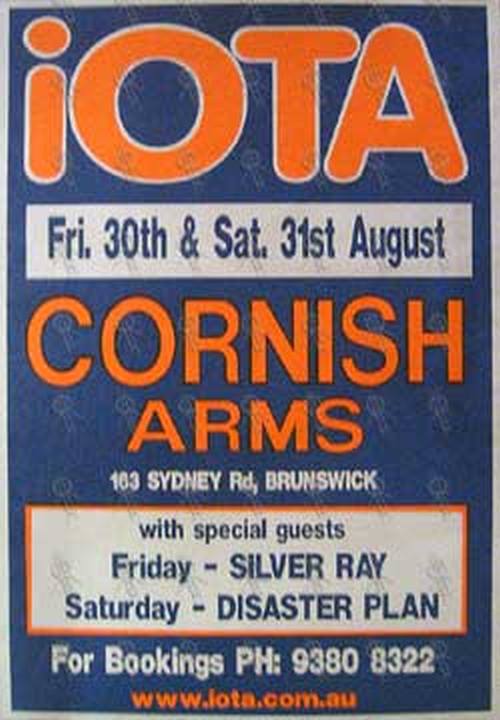 iOTA
Fri. 30th & Sat. 31st August
CORNISH
ARMS
163 SYDNEY Rd, BRUNSWICK
with special guests
Friday - SiLVER RAY
Saturday - DISASTER PLAN
For Bookings PH: 9380 8322
www.iota.com.au